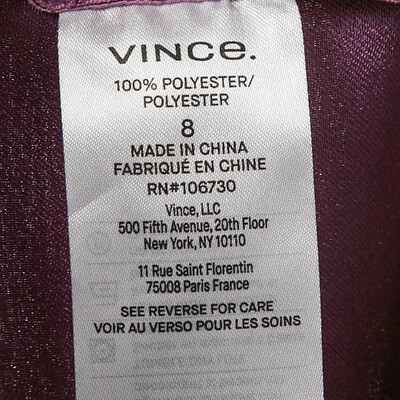 VINCE.
100% POLYESTER/
POLYESTER
8
MADE IN CHINA
FABRIQUÉ EN CHINE
RN#106730
Vince, LLC
500 Fifth Avenue, 20th Floor
New York, NY 10110
11 Rue Saint Florentin
75008 Paris France
SEE REVERSE FOR CARE
VOIR AU VERSO POUR LES SOINS